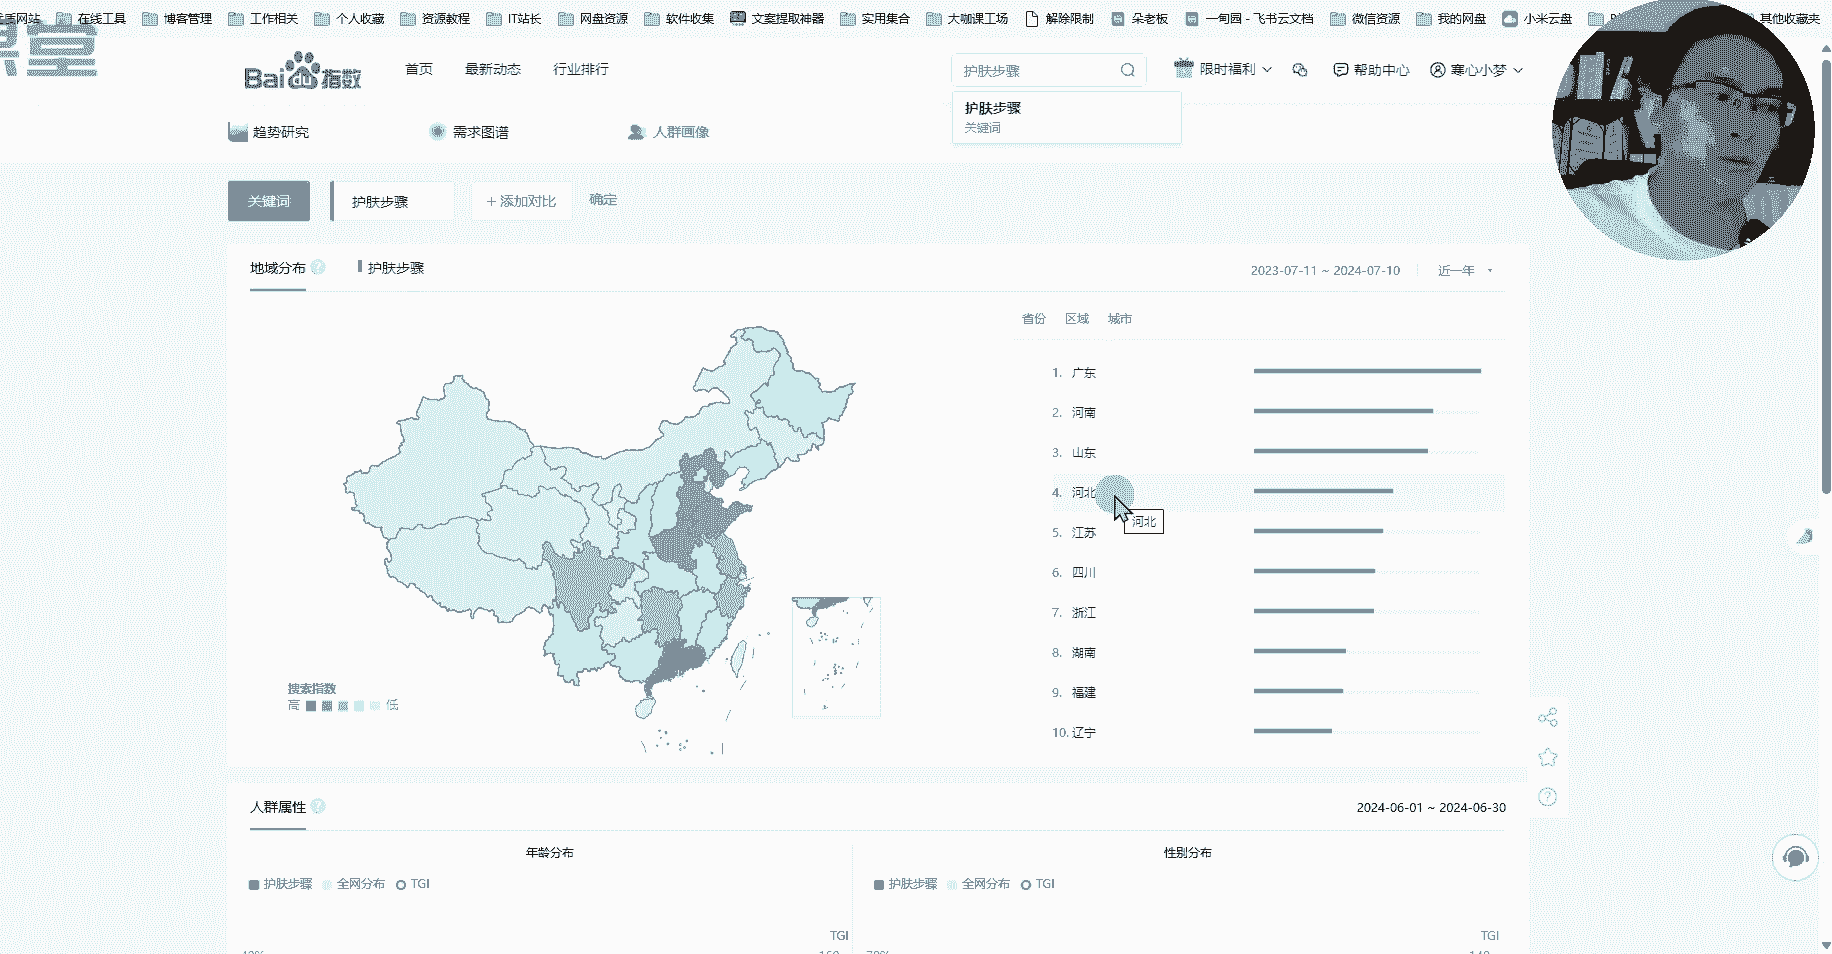 课堂
在线工具 博客管理 工作相关 个人收藏 资源教程 IT站长 网盘资源 软件收集 文案提取神器 实用集合 大咖课工场 解除限制 朵老板 一甸园 - 飞书云文档 微信资源 我的网盘 小米云盘 其他收藏夹
Bai du 指数 首页 最新动态 行业排行 护肤步骤 限时福利 帮助中心 寒心小梦
护肤步骤
关键词
趋势研究 需求图谱 人群画像
关键词 护肤步骤 + 添加对比 确定
地域分布 ? 护肤步骤 2023-07-11 ~ 2024-07-10 近一年
省份 区域 城市
1. 广东
2. 河南
3. 山东
4. 河北
河北
5. 江苏
6. 四川
7. 浙江
8. 湖南
9. 福建
10. 辽宁
搜索指数
高 低
人群属性 ? 2024-06-01 ~ 2024-06-30
年龄分布 性别分布
护肤步骤 全网分布 TGI 护肤步骤 全网分布 TGI
TGI TGI